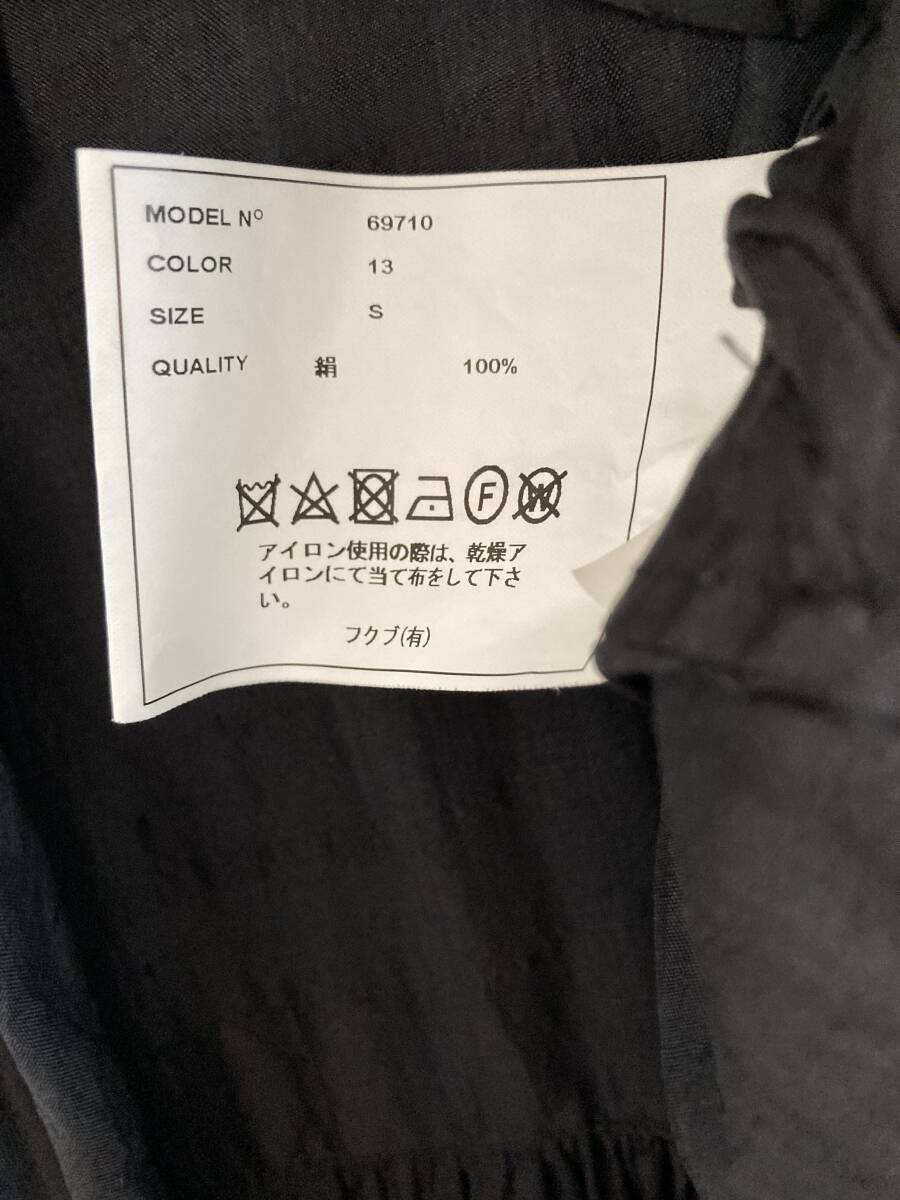 MODEL Nº 69710
COLOR 13
SIZE S
QUALITY 絹 100%
F W
アイロン使用の際は、乾燥ア
イロンにて当て布をして下さ
い。
フクブ(有)